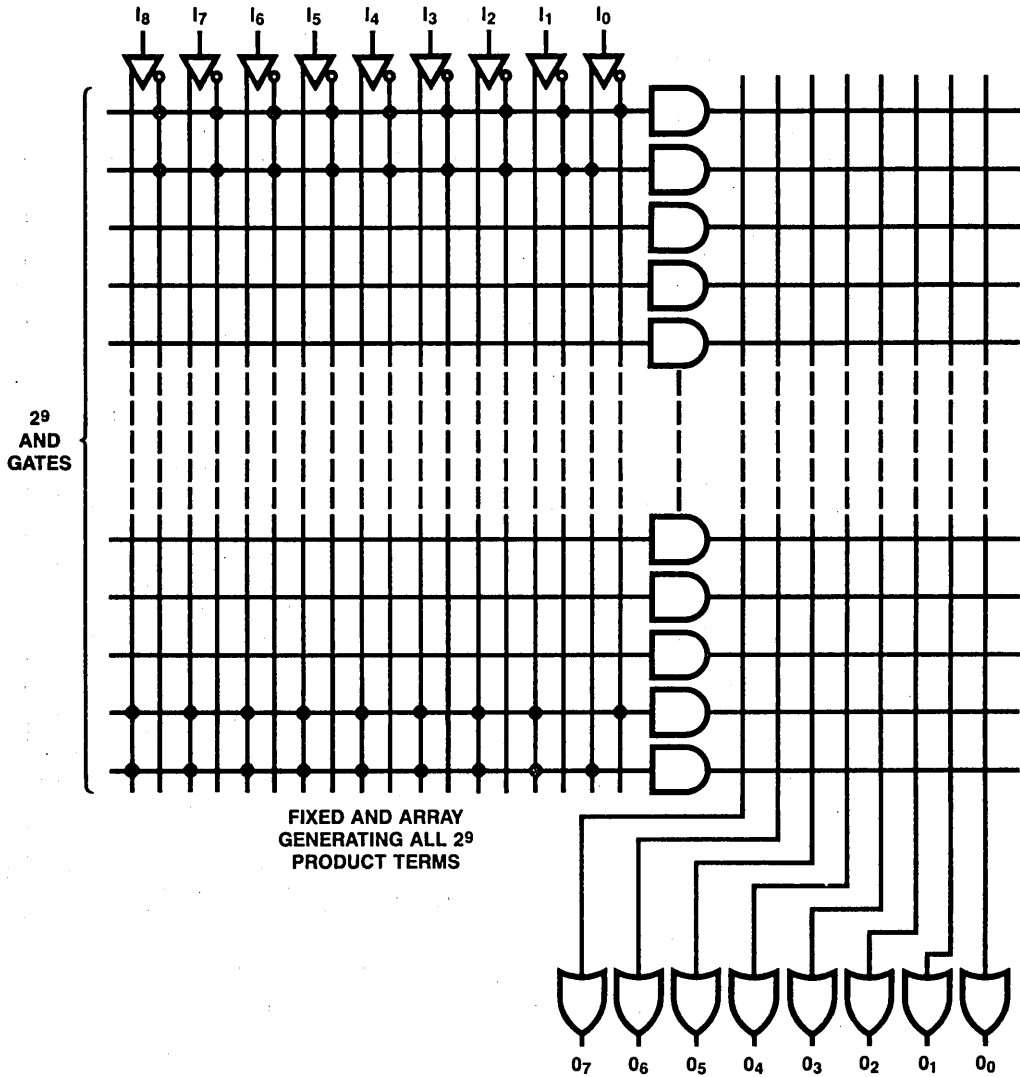 I8 I7 I6 I5 I4 I3 I2 I1 I0
2⁹
AND
GATES
FIXED AND ARRAY
GENERATING ALL 2⁹
PRODUCT TERMS
O7 O6 O5 O4 O3 O2 O1 O0